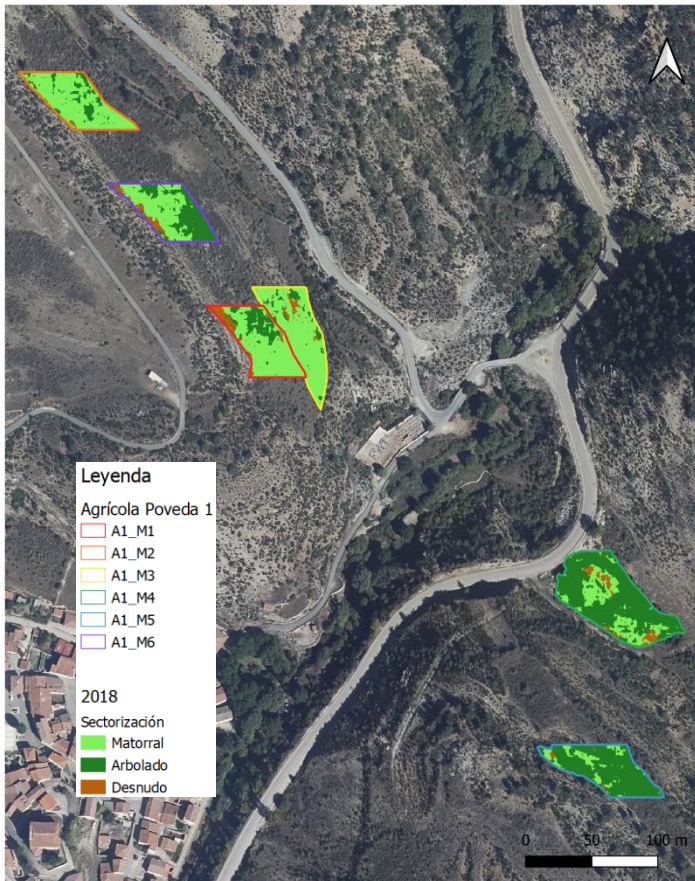 Leyenda
Agrícola Poveda 1
A1_M1
A1_M2
A1_M3
A1_M4
A1_M5
A1_M6
2018
Sectorización
Matorral
Arbolado
Desnudo
0 50 100 m